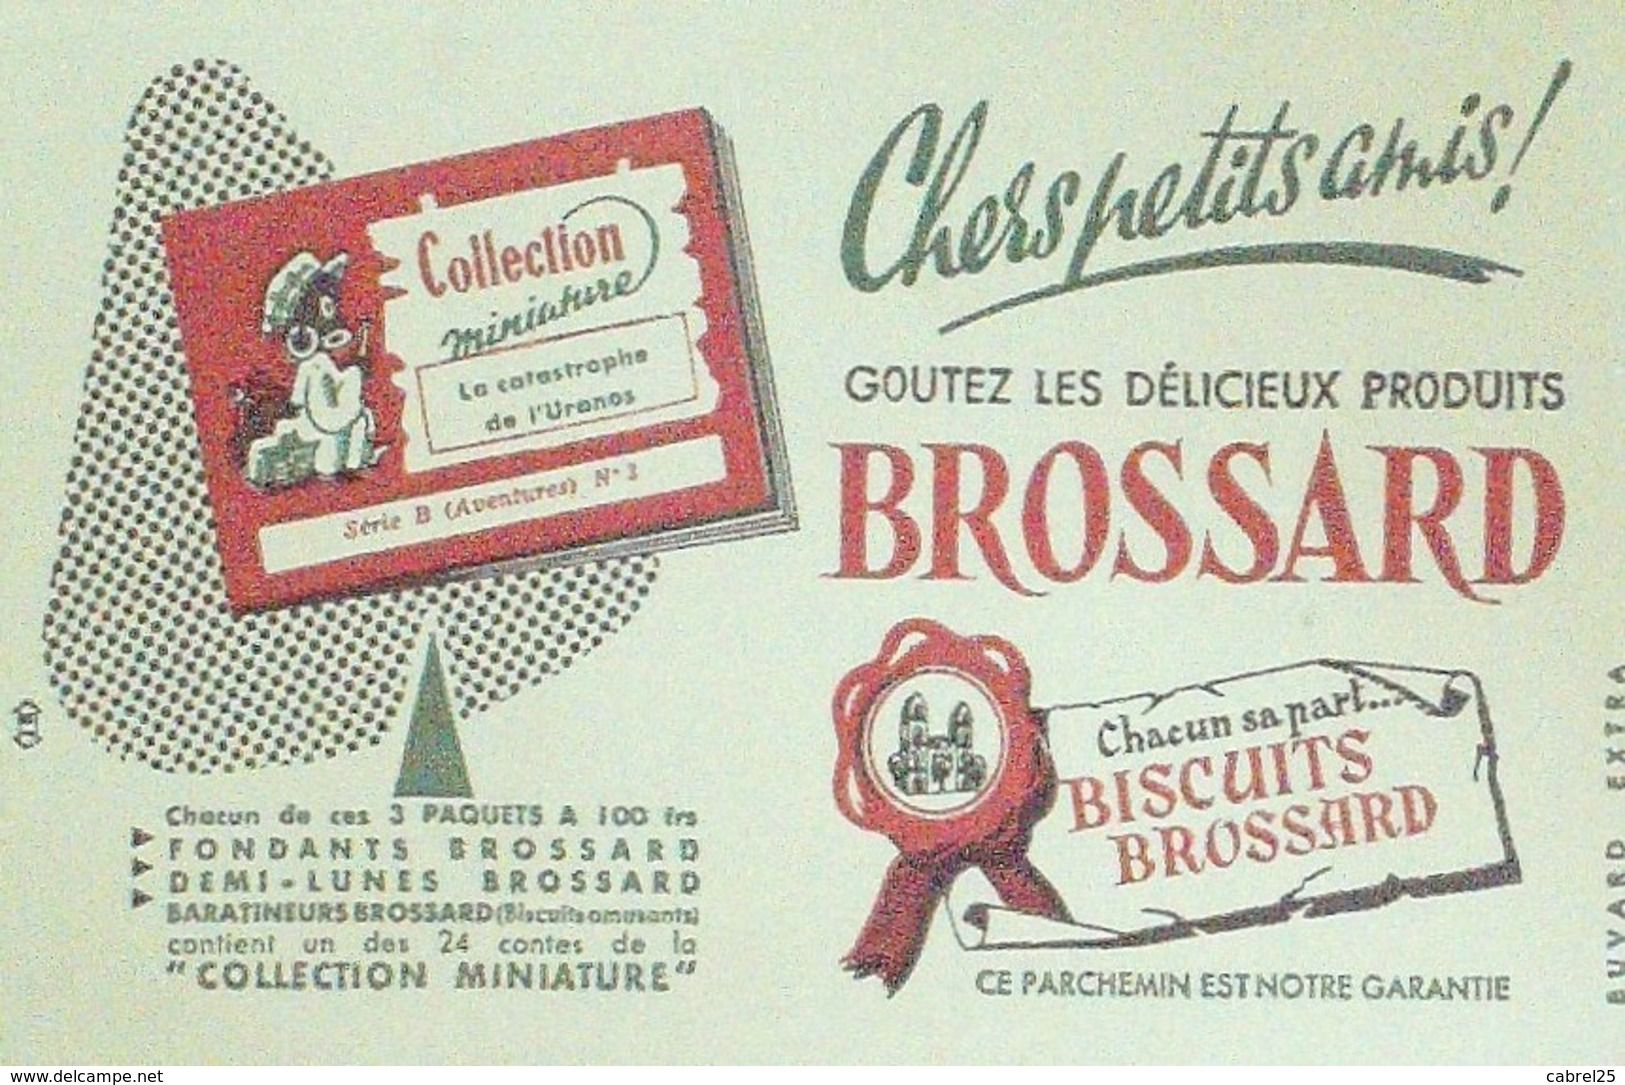 Collection
miniature
La catastrophe
de l'Uranos
Série B (Aventures) N° 3
Chers petits amis!
GOUTEZ LES DÉLICIEUX PRODUITS
BROSSARD
Chacun sa part...
BISCUITS
BROSSARD
CE PARCHEMIN EST NOTRE GARANTIE
Chacun de ces 3 PAQUETS A 100 frs
FONDANTS BROSSARD
DEMI-LUNES BROSSARD
BARATINEURS BROSSARD (Biscuits amusants)
contient un des 24 contes de la
"COLLECTION MINIATURE"
BUVARD EXTRA
www.delcampe.net
cabrel25